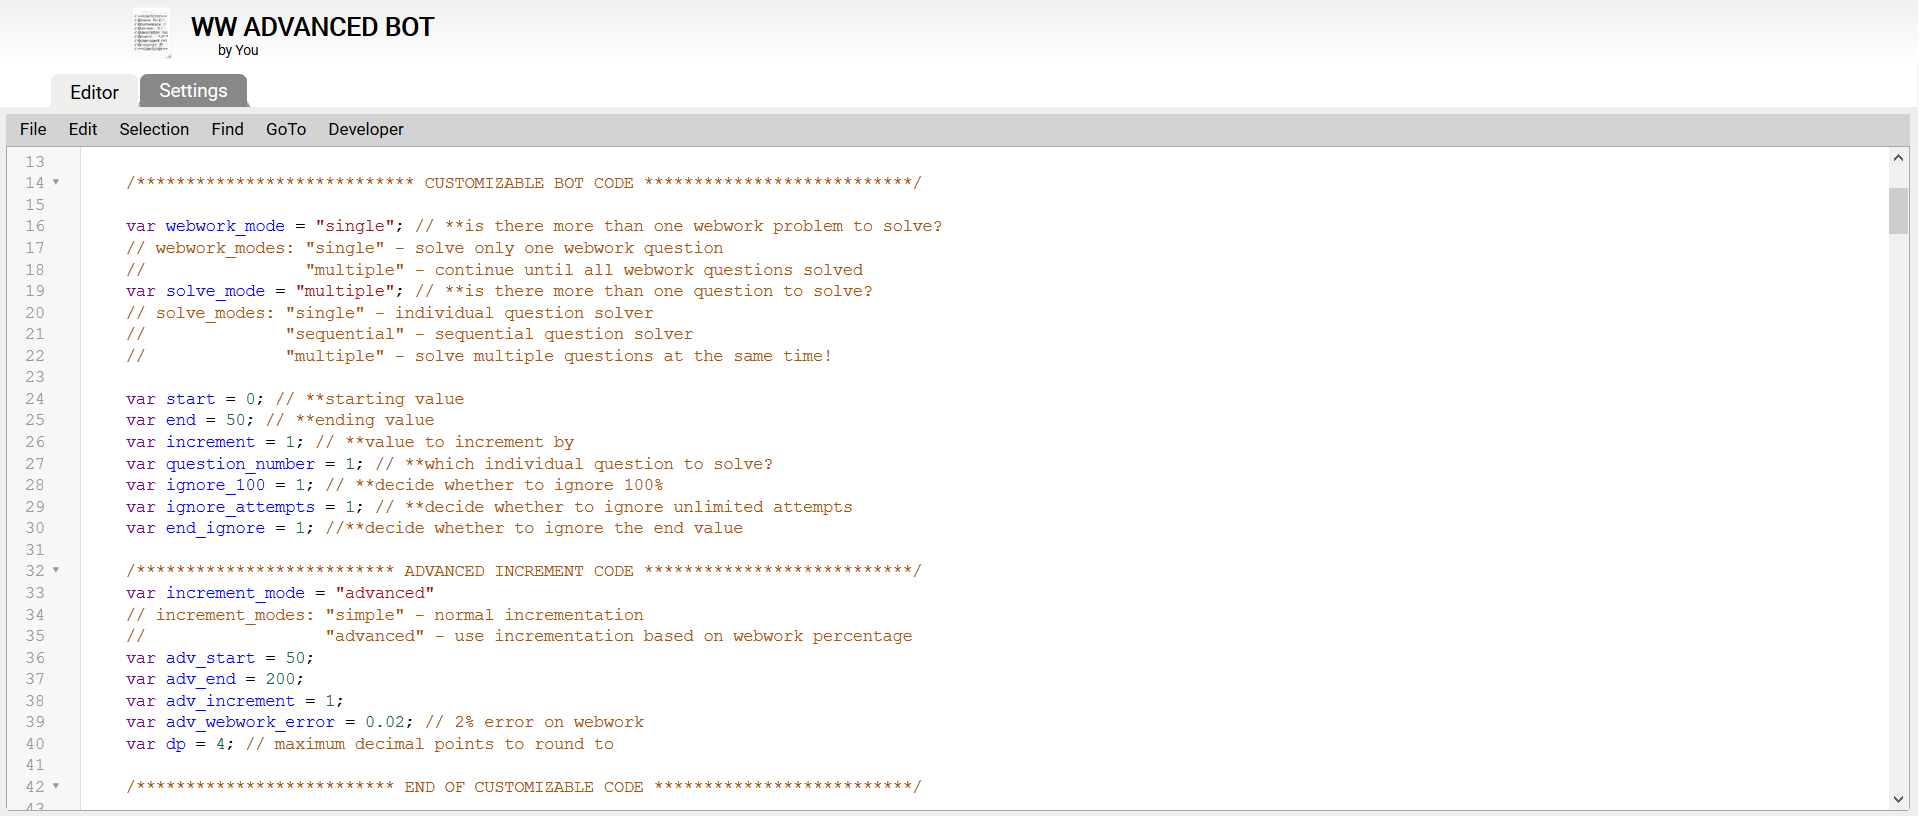 WW ADVANCED BOT
by You
Editor Settings
File Edit Selection Find GoTo Developer
13
14 /**************************** CUSTOMIZABLE BOT CODE ***************************/
15
16 var webwork_mode = "single"; // **is there more than one webwork problem to solve?
17 // webwork_modes: "single" - solve only one webwork question
18 //                "multiple" - continue until all webwork questions solved
19 var solve_mode = "multiple"; // **is there more than one question to solve?
20 // solve_modes: "single" - individual question solver
21 //              "sequential" - sequential question solver
22 //              "multiple" - solve multiple questions at the same time!
23
24 var start = 0; // **starting value
25 var end = 50; // **ending value
26 var increment = 1; // **value to increment by
27 var question_number = 1; // **which individual question to solve?
28 var ignore_100 = 1; // **decide whether to ignore 100%
29 var ignore_attempts = 1; // **decide whether to ignore unlimited attempts
30 var end_ignore = 1; //**decide whether to ignore the end value
31
32 /************************** ADVANCED INCREMENT CODE ***************************/
33 var increment_mode = "advanced"
34 // increment_modes: "simple" - normal incrementation
35 //                  "advanced" - use incrementation based on webwork percentage
36 var adv_start = 50;
37 var adv_end = 200;
38 var adv_increment = 1;
39 var adv_webwork_error = 0.02; // 2% error on webwork
40 var dp = 4; // maximum decimal points to round to
41
42 /************************** END OF CUSTOMIZABLE CODE **************************/
43